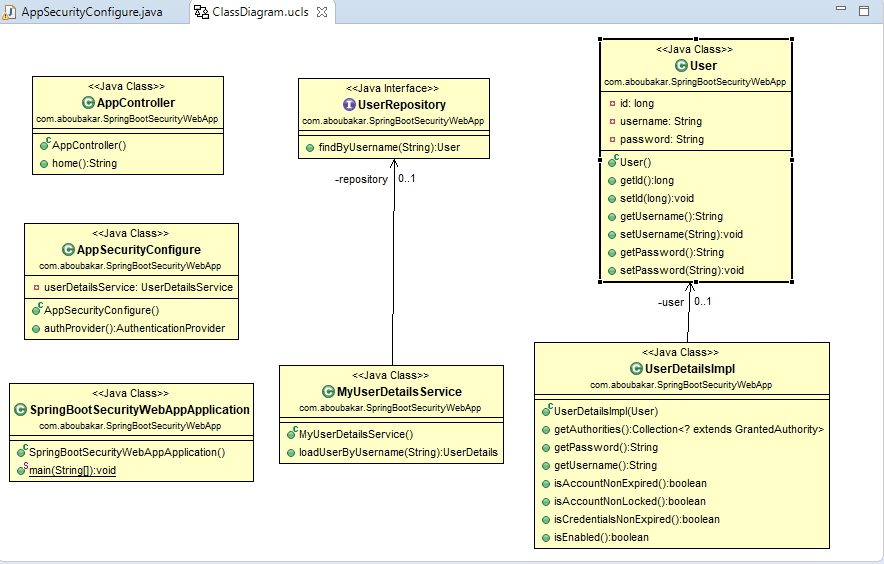 AppSecurityConfigure.java
ClassDiagram.ucls
<<Java Class>>
AppController
com.aboubakar.SpringBootSecurityWebApp
AppController()
home():String
<<Java Class>>
AppSecurityConfigure
com.aboubakar.SpringBootSecurityWebApp
userDetailsService: UserDetailsService
AppSecurityConfigure()
authProvider():AuthenticationProvider
<<Java Class>>
SpringBootSecurityWebAppApplication
com.aboubakar.SpringBootSecurityWebApp
SpringBootSecurityWebAppApplication()
main(String[]):void
<<Java Interface>>
UserRepository
com.aboubakar.SpringBootSecurityWebApp
findByUsername(String):User
-repository 0..1
<<Java Class>>
MyUserDetailsService
com.aboubakar.SpringBootSecurityWebApp
MyUserDetailsService()
loadUserByUsername(String):UserDetails
<<Java Class>>
User
com.aboubakar.SpringBootSecurityWebApp
id: long
username: String
password: String
User()
getId():long
setId(long):void
getUsername():String
setUsername(String):void
getPassword():String
setPassword(String):void
-user 0..1
<<Java Class>>
UserDetailsImpl
com.aboubakar.SpringBootSecurityWebApp
UserDetailsImpl(User)
getAuthorities():Collection<? extends GrantedAuthority>
getPassword():String
getUsername():String
isAccountNonExpired():boolean
isAccountNonLocked():boolean
isCredentialsNonExpired():boolean
isEnabled():boolean